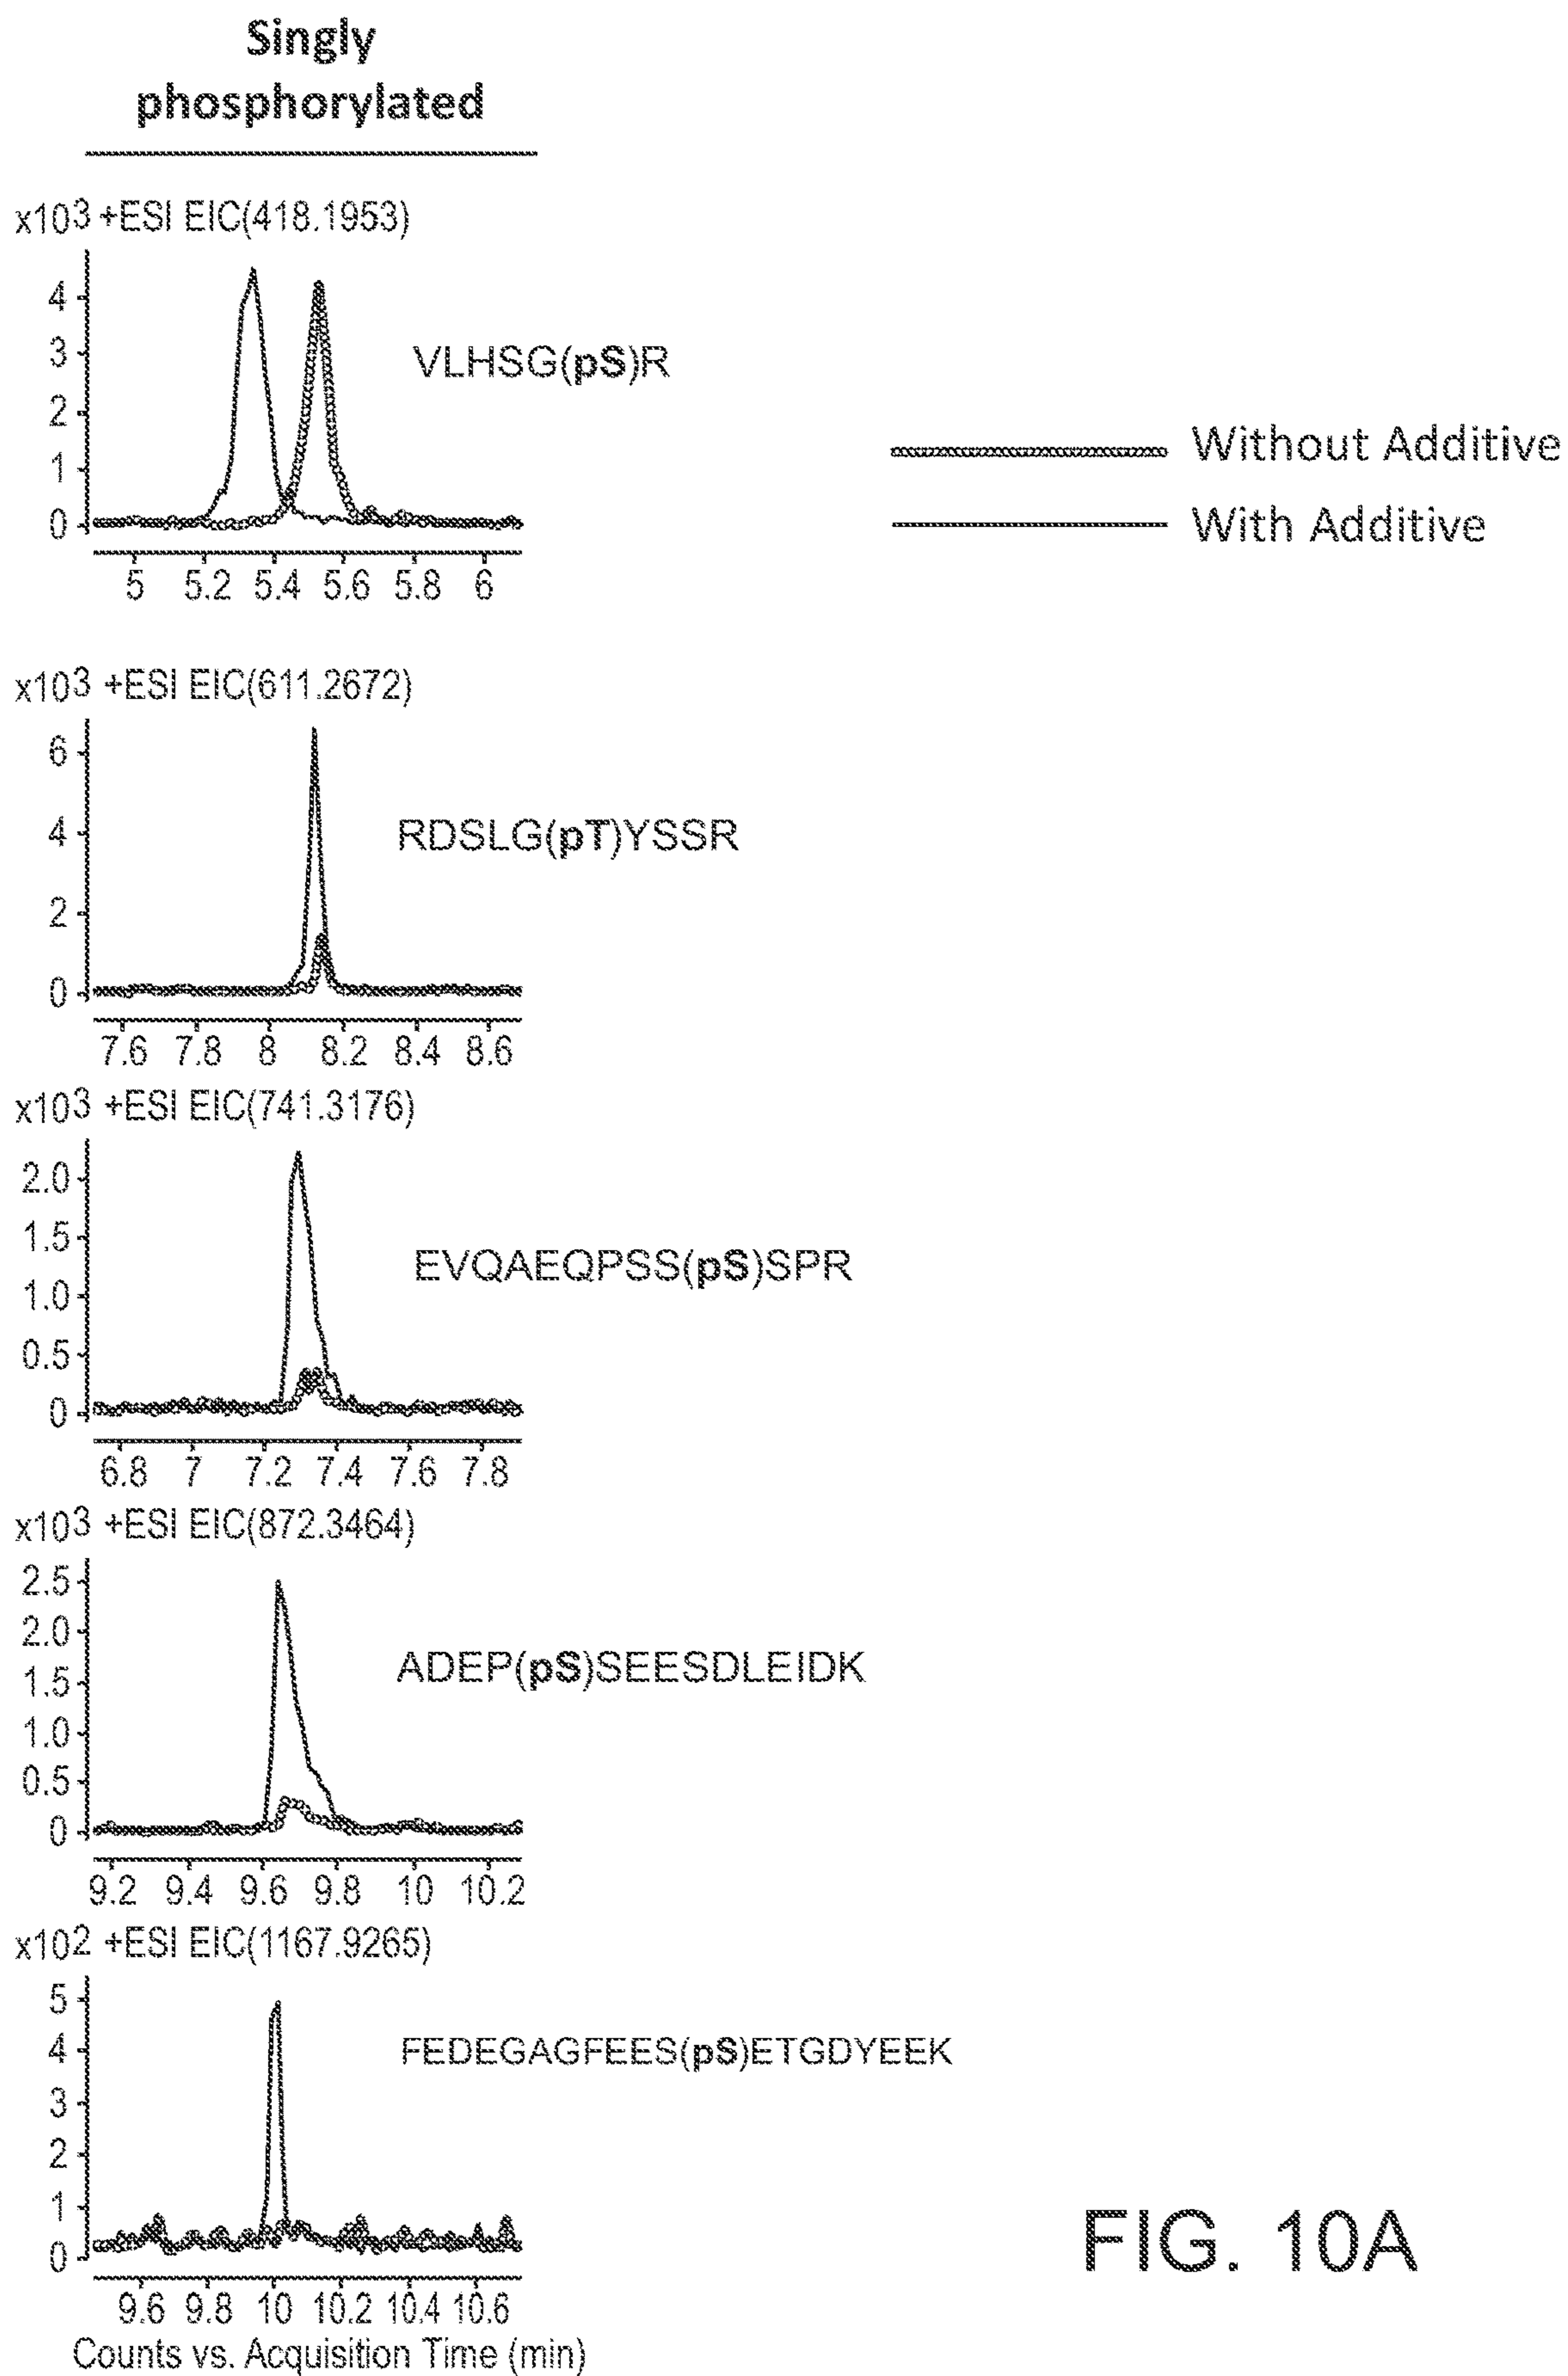 Singly
phosphorylated
x10³ +ESI EIC(418.1953)
4
3
2
1
0
5 5.2 5.4 5.6 5.8 6
VLHSG(pS)R
Without Additive
With Additive
x10³ +ESI EIC(611.2672)
6
4
2
0
7.6 7.8 8 8.2 8.4 8.6
RDSLG(pT)YSSR
x10³ +ESI EIC(741.3176)
2.0
1.5
1.0
0.5
0
6.8 7 7.2 7.4 7.6 7.8
EVQAEQPSS(pS)SPR
x10³ +ESI EIC(872.3464)
2.5
2.0
1.5
1.0
0.5
0
9.2 9.4 9.6 9.8 10 10.2
ADEP(pS)SEESDLEIDK
x10² +ESI EIC(1167.9265)
5
4
3
2
1
0
9.6 9.8 10 10.2 10.4 10.6
FEDEGAGFEES(pS)ETGDYEEK
Counts vs. Acquisition Time (min)
FIG. 10A